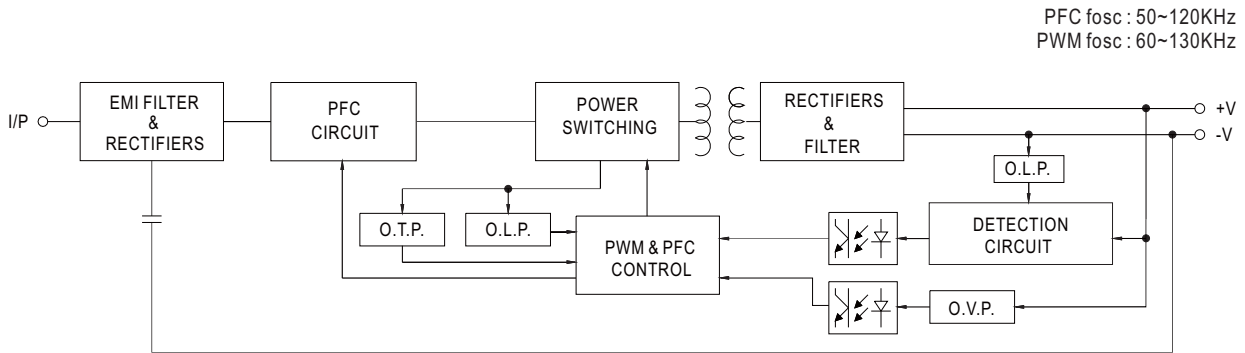 PFC fosc : 50~120KHz
PWM fosc : 60~130KHz
I/P
EMI FILTER
&
RECTIFIERS
PFC
CIRCUIT
POWER
SWITCHING
RECTIFIERS
&
FILTER
+V
-V
O.L.P.
O.T.P.
O.L.P.
PWM & PFC
CONTROL
DETECTION
CIRCUIT
O.V.P.